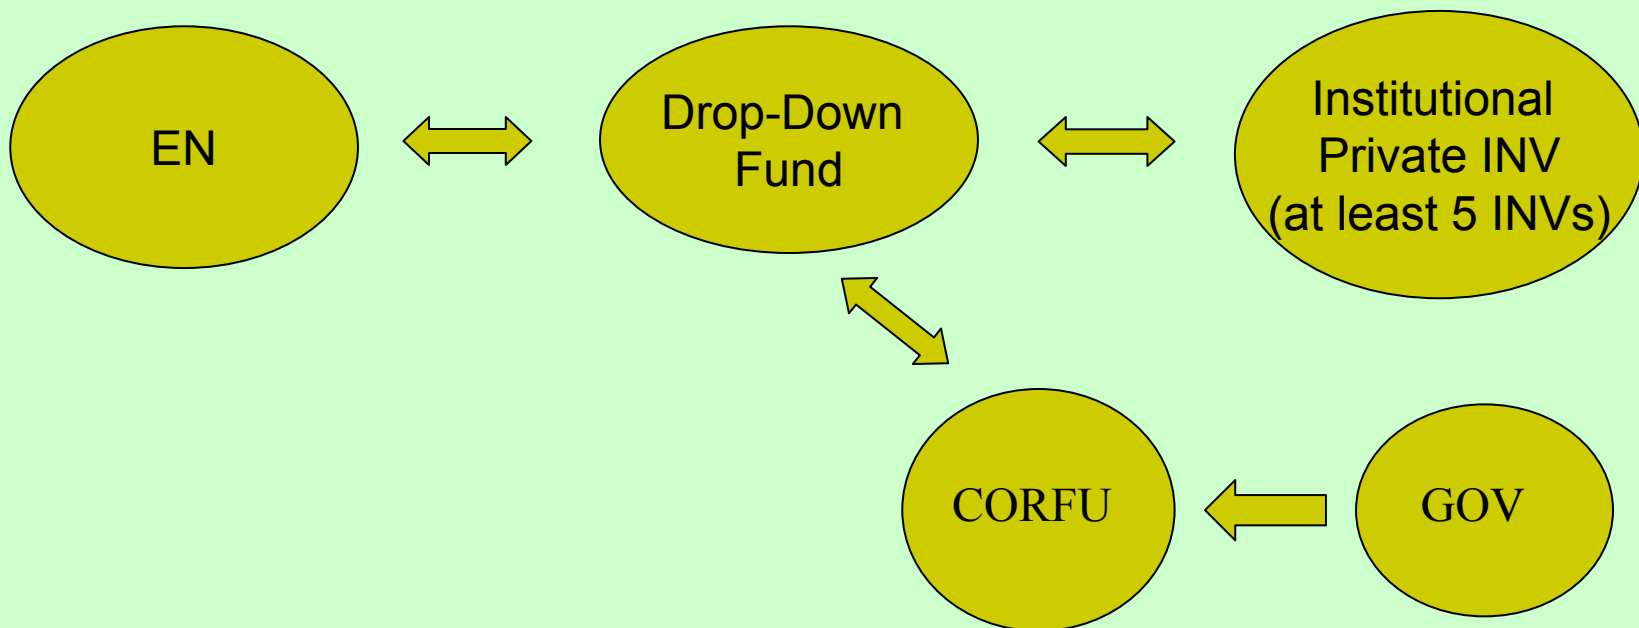 EN
Drop-Down
Fund
Institutional
Private INV
(at least 5 INVs)
CORFU
GOV